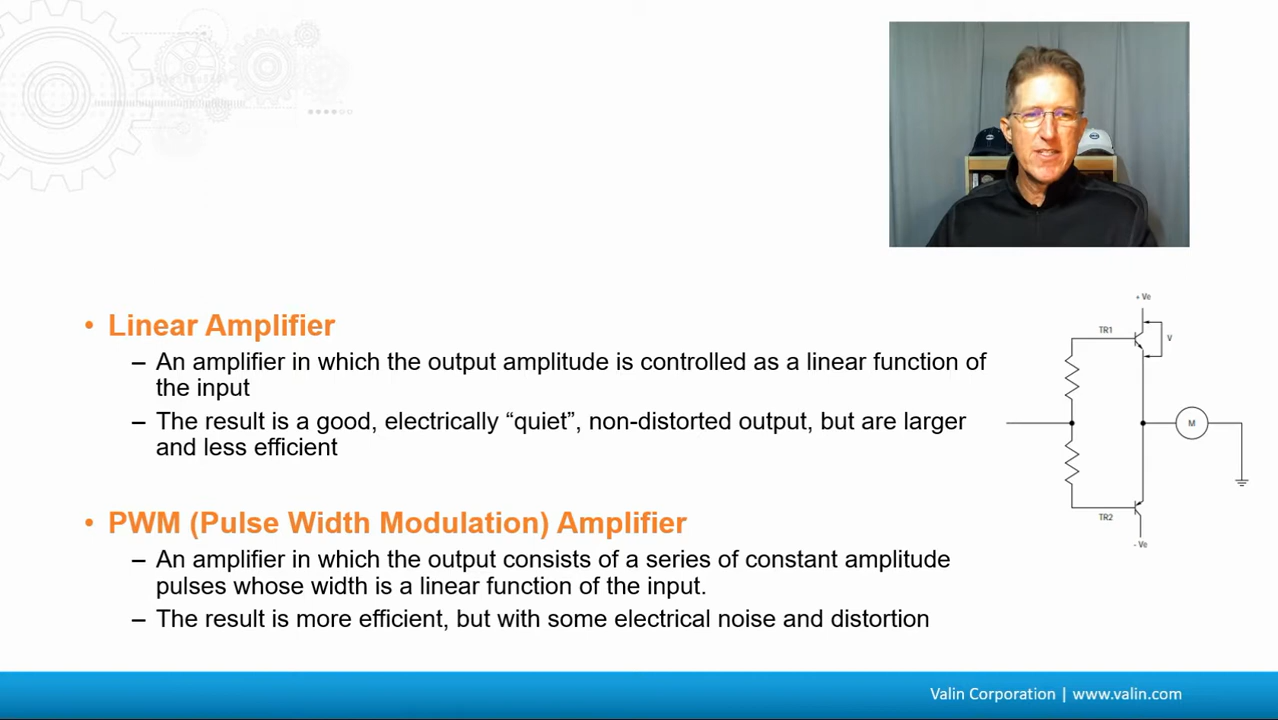 • Linear Amplifier
– An amplifier in which the output amplitude is controlled as a linear function of
the input
– The result is a good, electrically “quiet”, non-distorted output, but are larger
and less efficient
• PWM (Pulse Width Modulation) Amplifier
– An amplifier in which the output consists of a series of constant amplitude
pulses whose width is a linear function of the input.
– The result is more efficient, but with some electrical noise and distortion
+ Ve
TR1
V
M
TR2
- Ve
Valin Corporation | www.valin.com